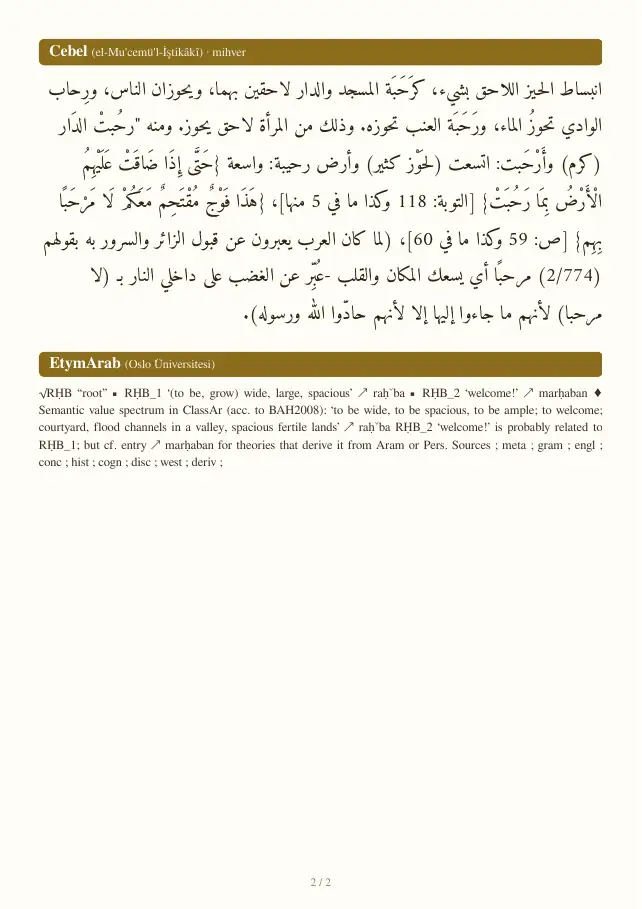 Cebel (el-Mu'cemü'l-İştikâkî) · mihver
انبساط الحيز اللاحق بشيء، كرَحَبَة المسجد والدار لاحقين بهما، ويحوزان الناس، ورِحاب
الوادي تحوزُ الماء، ورَحَبَة العنب تحوزه. وذلك من المرأة لاحق يحوز. ومنه "رحُبتْ الدَار
(كرم) وأَرْحَبت: اتسعت (لحَوْز كثير) وأرض رحيبة: واسعة {حَتَّى إِذَا ضَاقَتْ عَلَيْهِمُ
الْأَرْضُ بِمَا رَحُبَتْ} [التوبة: 118 وكذا ما في 5 منها]، {هَذَا فَوْجٌ مُقْتَحِمٌ مَعَكُمْ لَا مَرْحَبًا
بِهِم} [ص: 59 وكذا ما في 60]، (لما كان العرب يعبرون عن قبول الزائر والسرور به بقولهم
(2/774) مرحبًا أي يسعك المكان والقلب -عُبِّر عن الغضب على داخلي النار بـ (لا
مرحبا) لأنهم ما جاءوا إليها إلا لأنهم حادّوا الله ورسوله).
EtymArab (Oslo Üniversitesi)
√RḤB “root” ▪ RḤB_1 ‘(to be, grow) wide, large, spacious’ ↗ raḥˇba ▪ RḤB_2 ‘welcome!’ ↗ marḥaban ♦
Semantic value spectrum in ClassAr (acc. to BAH2008): ‘to be wide, to be spacious, to be ample; to welcome;
courtyard, flood channels in a valley, spacious fertile lands’ ↗ raḥˇba RḤB_2 ‘welcome!’ is probably related to
RḤB_1; but cf. entry ↗ marḥaban for theories that derive it from Aram or Pers. Sources ; meta ; gram ; engl ;
conc ; hist ; cogn ; disc ; west ; deriv ;
2 / 2